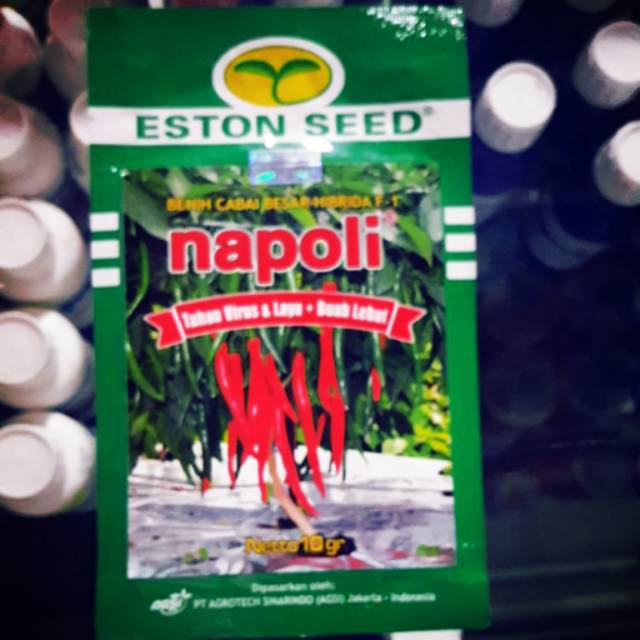 ESTON SEED®
BENIH CABAI BESAR HIBRIDA F-1
napoli®
Tahan Virus & Layu + Buah Lebat
Netto 10 gr
Dipasarkan oleh:
PT AGROTECH SINARINDO (AGSI) Jakarta - Indonesia